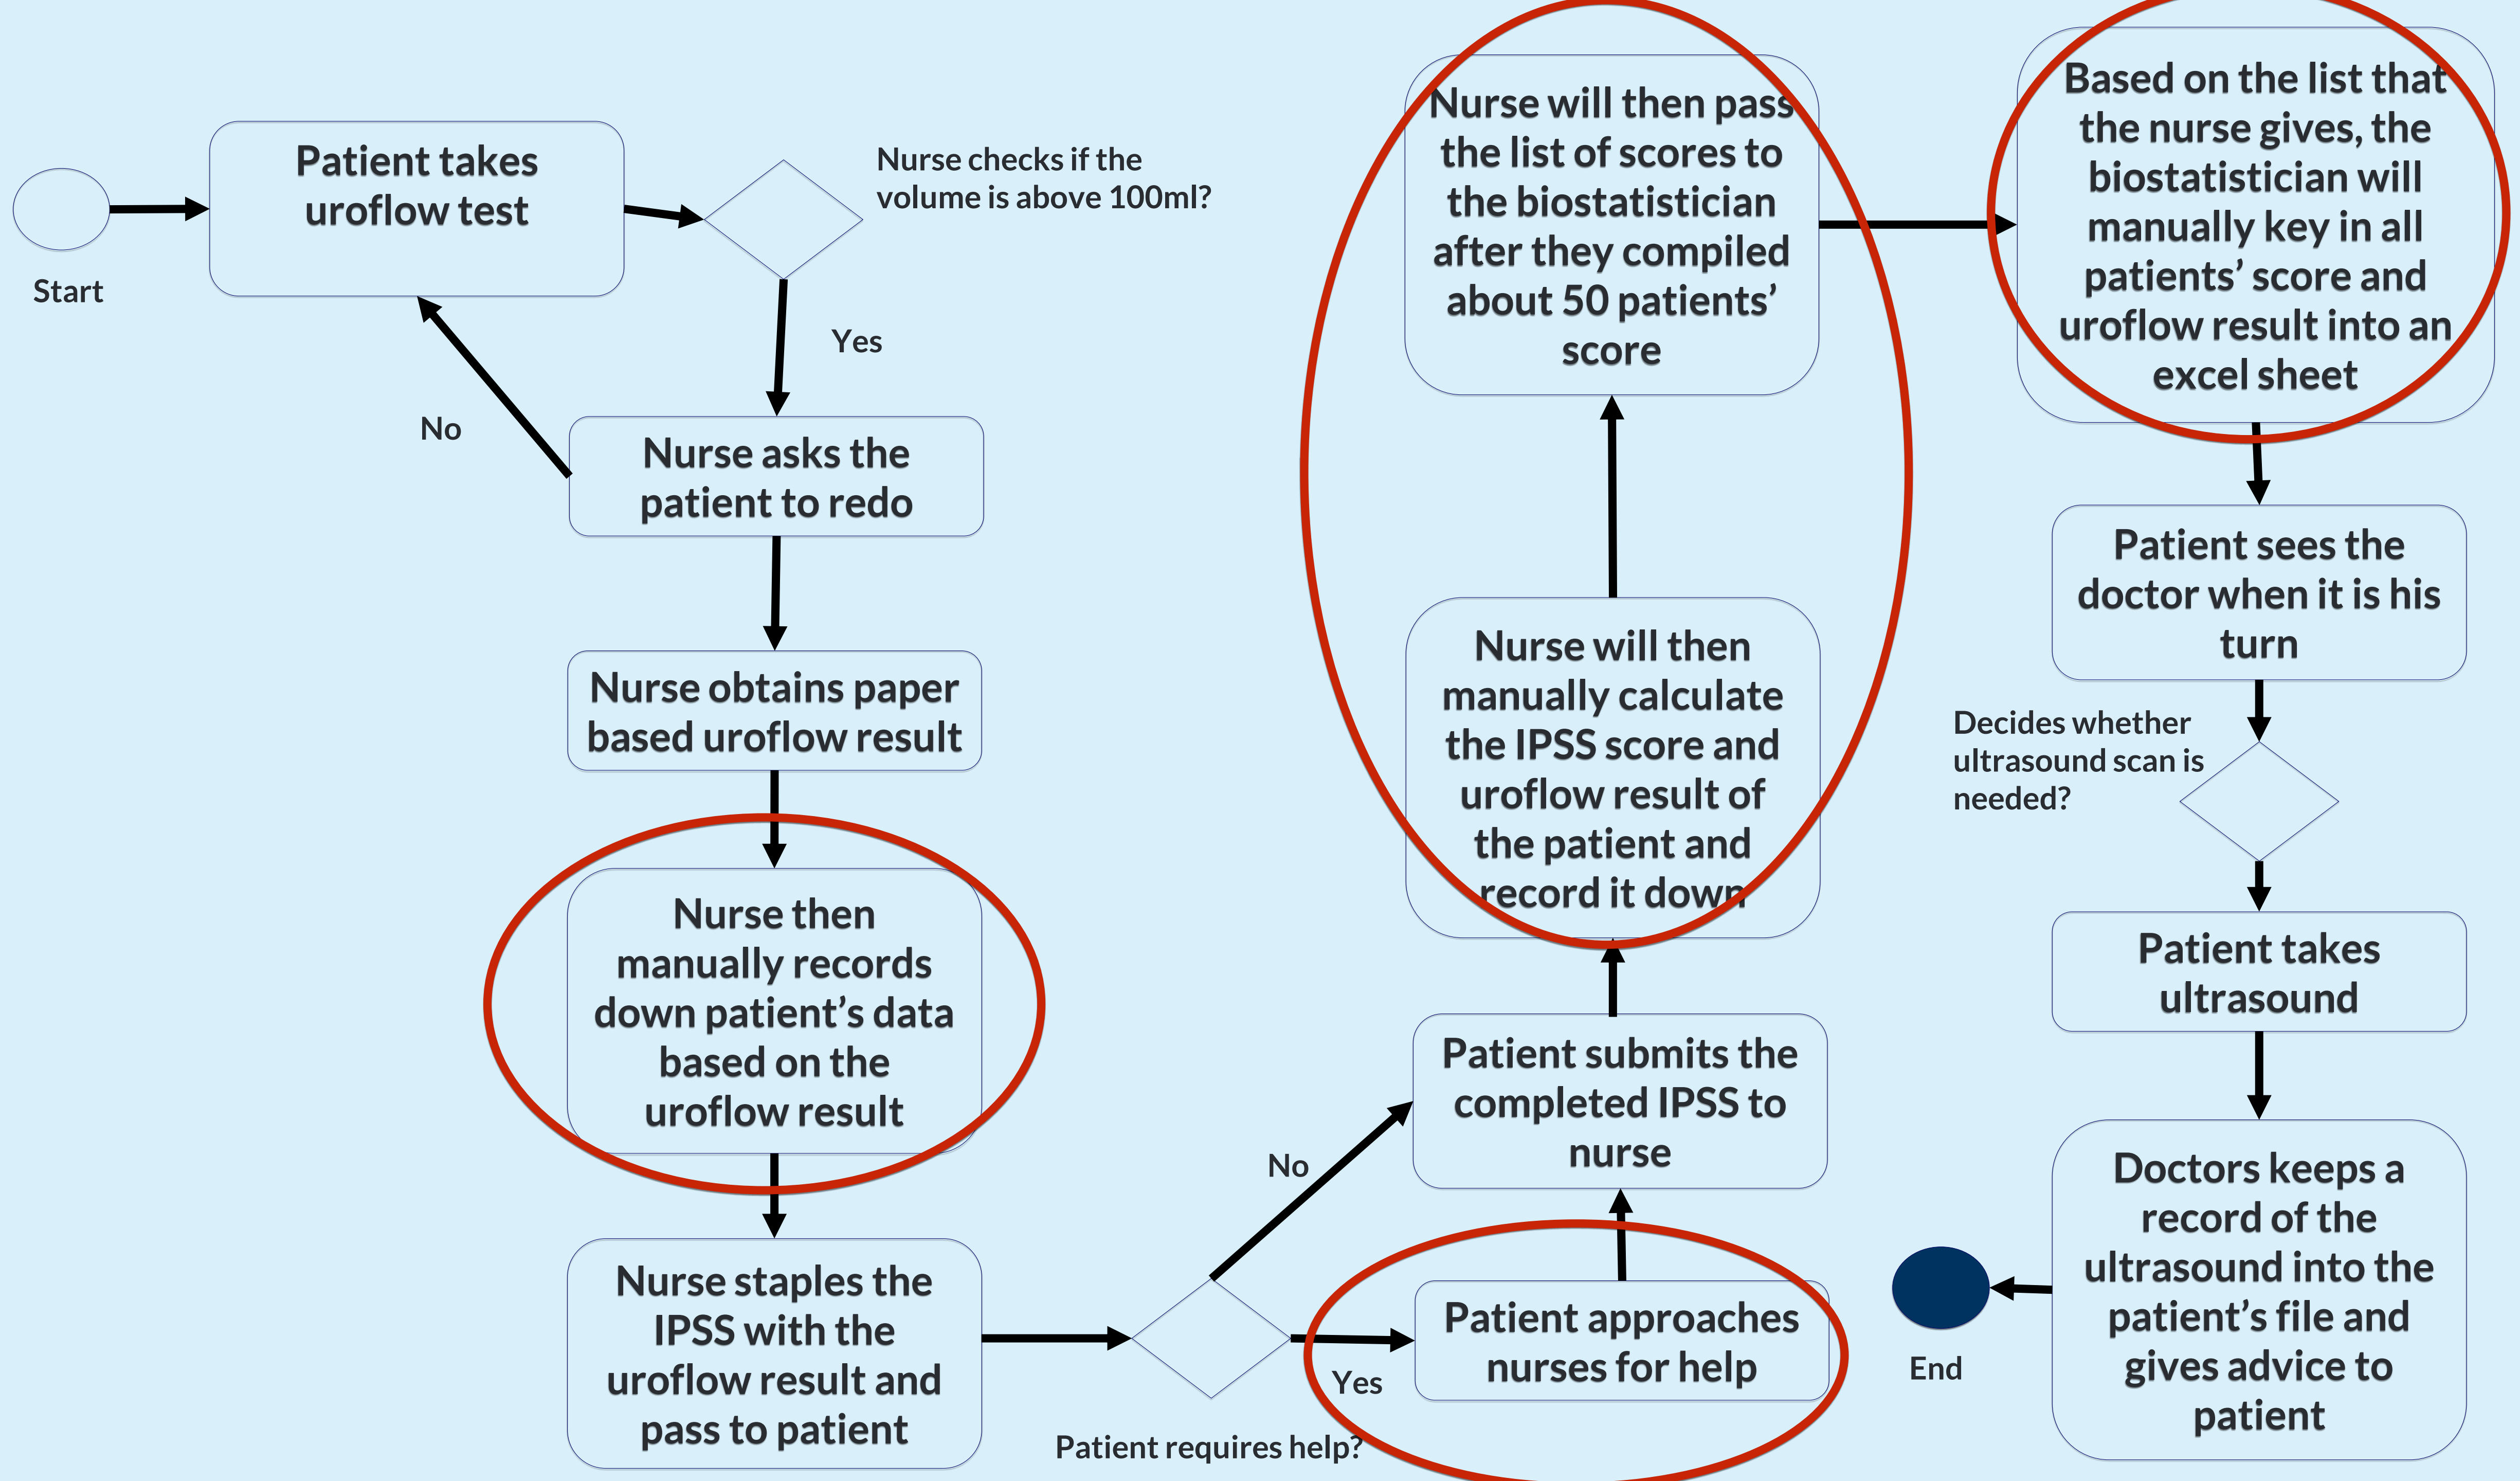 Start
Patient takes
uroflow test
Nurse checks if the
volume is above 100ml?
Yes
No
Nurse asks the
patient to redo
Nurse obtains paper
based uroflow result
Nurse then
manually records
down patient’s data
based on the
uroflow result
Nurse staples the
IPSS with the
uroflow result and
pass to patient
Patient requires help?
No
Yes
Patient approaches
nurses for help
Patient submits the
completed IPSS to
nurse
Nurse will then
manually calculate
the IPSS score and
uroflow result of
the patient and
record it down
Nurse will then pass
the list of scores to
the biostatistician
after they compiled
about 50 patients’
score
Based on the list that
the nurse gives, the
biostatistician will
manually key in all
patients’ score and
uroflow result into an
excel sheet
Patient sees the
doctor when it is his
turn
Decides whether
ultrasound scan is
needed?
Patient takes
ultrasound
Doctors keeps a
record of the
ultrasound into the
patient’s file and
gives advice to
patient
End